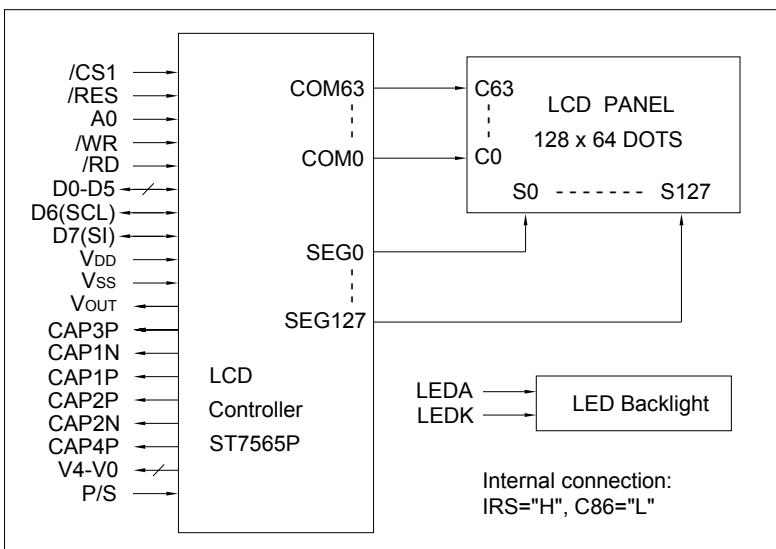 /CS1
/RES
A0
/WR
/RD
D0-D5
D6(SCL)
D7(SI)
VDD
VSS
VOUT
CAP3P
CAP1N
CAP1P
CAP2P
CAP2N
CAP4P
V4-V0
P/S
COM63
COM0
SEG0
SEG127
LCD
Controller
ST7565P
C63
LCD PANEL
128 x 64 DOTS
C0
S0 ------- S127
LEDA
LEDK
LED Backlight
Internal connection:
IRS="H", C86="L"